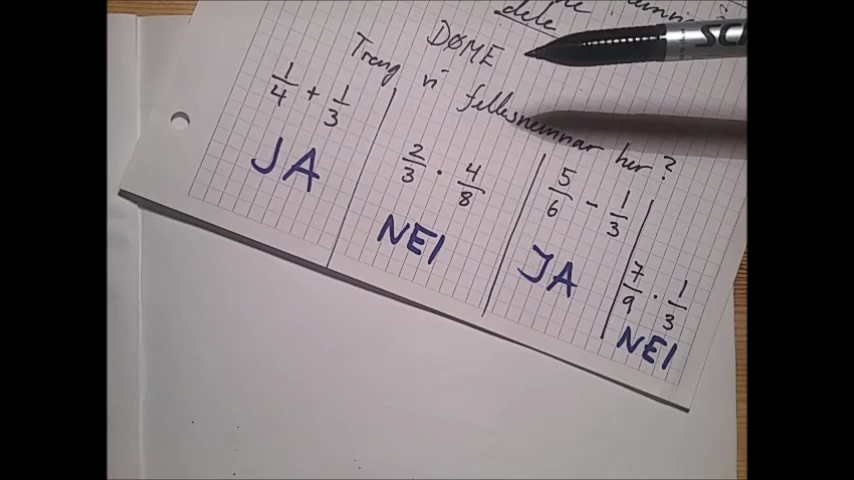 dele
DØME
Treng vi fellesnemnar her?
1/4 + 1/3
JA
2/3 · 4/8
NEI
5/6 - 1/3
JA
7/9 · 1/3
NEI